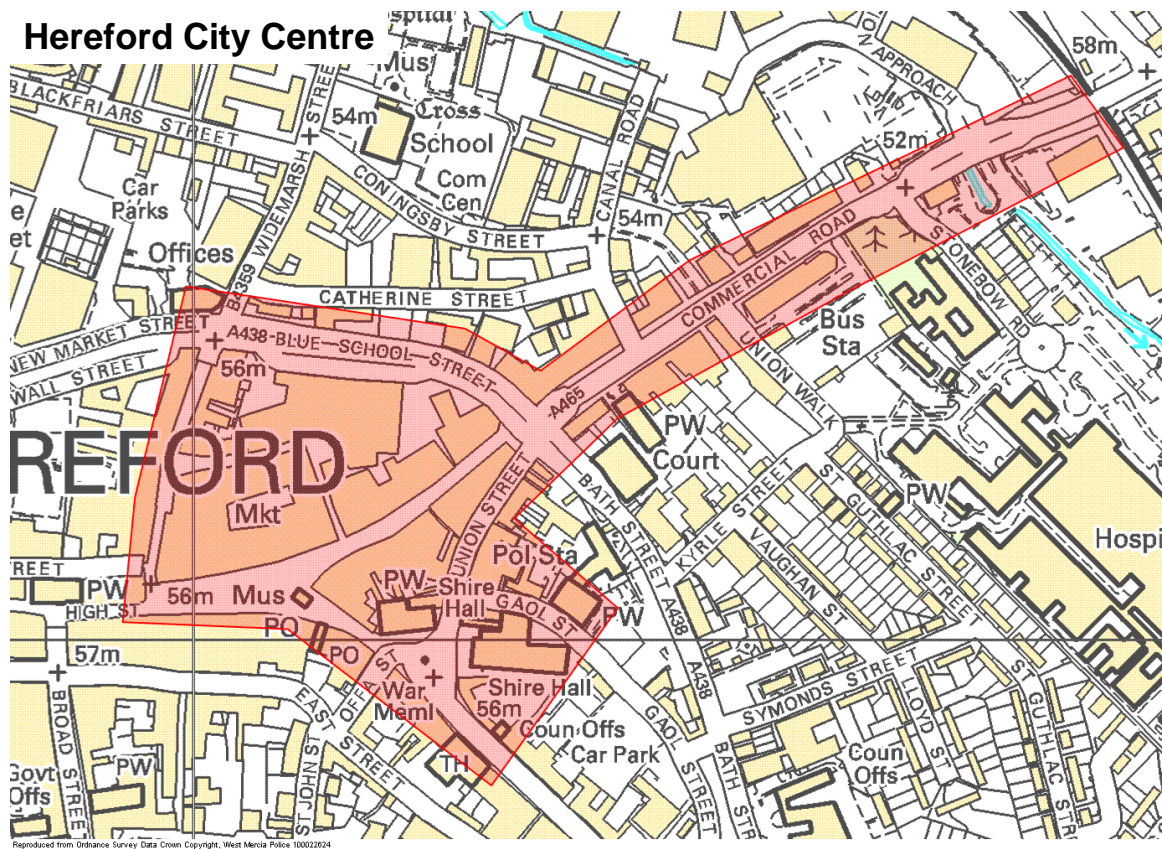 Hereford City Centre
spital
Mus
Cross
School
Com
Cen
54m
BLACKFRIARS STREET
STREET
CONINGSBY STREET
CANAL ROAD
54m
N APPROACH
58m
52m
Car
Parks
e
et
Offices
B4359 WIDEMARSH
CATHERINE STREET
NEW MARKET STREET
WALL STREET
A438 BLUE SCHOOL STREET
56m
COMMERCIAL ROAD
A465
STONEBOW RD
Bus
Sta
UNION WALK
REFORD
Mkt
UNION STREET
PW
Court
BATH STREET A438
KYRLE STREET
VAUGHAN ST
ST GUTHLAC STREET
PW
Hospi
Pol Sta
PW
Shire
Hall
GAOL ST
PW
TREET
PW
HIGH ST
56m
Mus
PO
PO
57m
BROAD STREET
EAST STREET
ST JOHN ST
War
Meml
Shire Hall
56m
Coun Offs
Car Park
TH
GAOL
A438
BATH STREET
SYMONDS STREET
LLOYD ST
ST GUTHLAC ST
Coun
Offs
Govt
Offs
PW
Reproduced from Ordnance Survey Data Crown Copyright, West Mercia Police 100022624